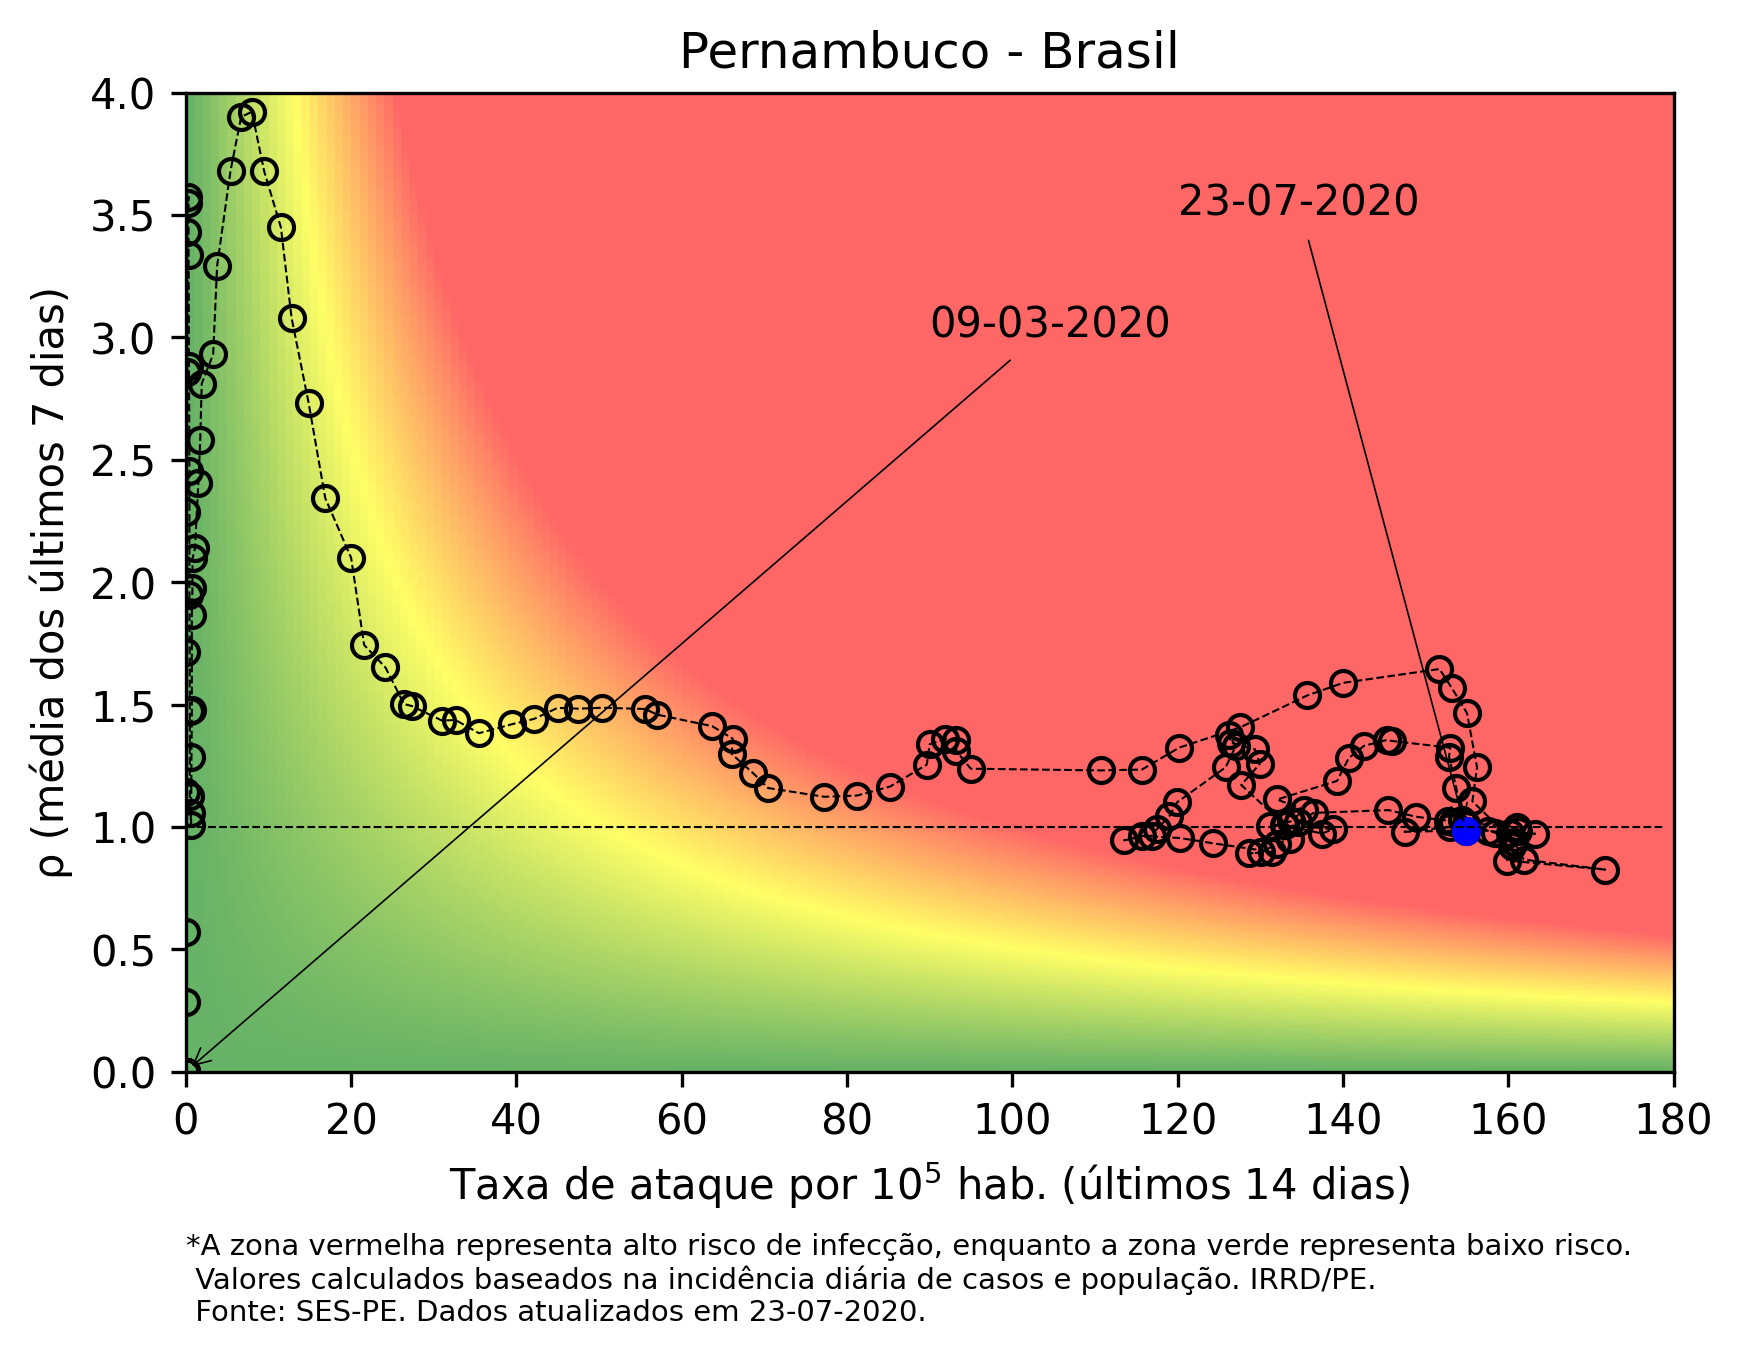 Pernambuco - Brasil
4.0
3.5
3.0
2.5
2.0
1.5
1.0
0.5
0.0
ρ (média dos últimos 7 dias)
23-07-2020
09-03-2020
0 20 40 60 80 100 120 140 160 180
Taxa de ataque por 10⁵ hab. (últimos 14 dias)
*A zona vermelha representa alto risco de infecção, enquanto a zona verde representa baixo risco.
Valores calculados baseados na incidência diária de casos e população. IRRD/PE.
Fonte: SES-PE. Dados atualizados em 23-07-2020.